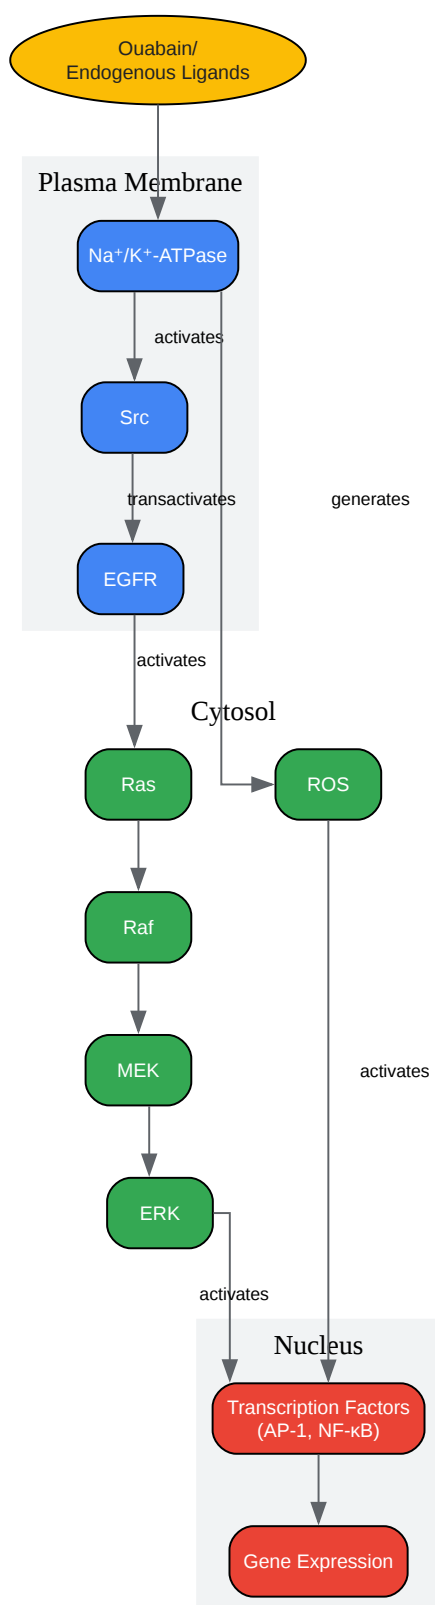 Ouabain/
Endogenous Ligands
Plasma Membrane
Na⁺/K⁺-ATPase
activates
Src
transactivates
generates
EGFR
activates
Cytosol
Ras
ROS
Raf
MEK
activates
ERK
activates
Nucleus
Transcription Factors
(AP-1, NF-κB)
Gene Expression